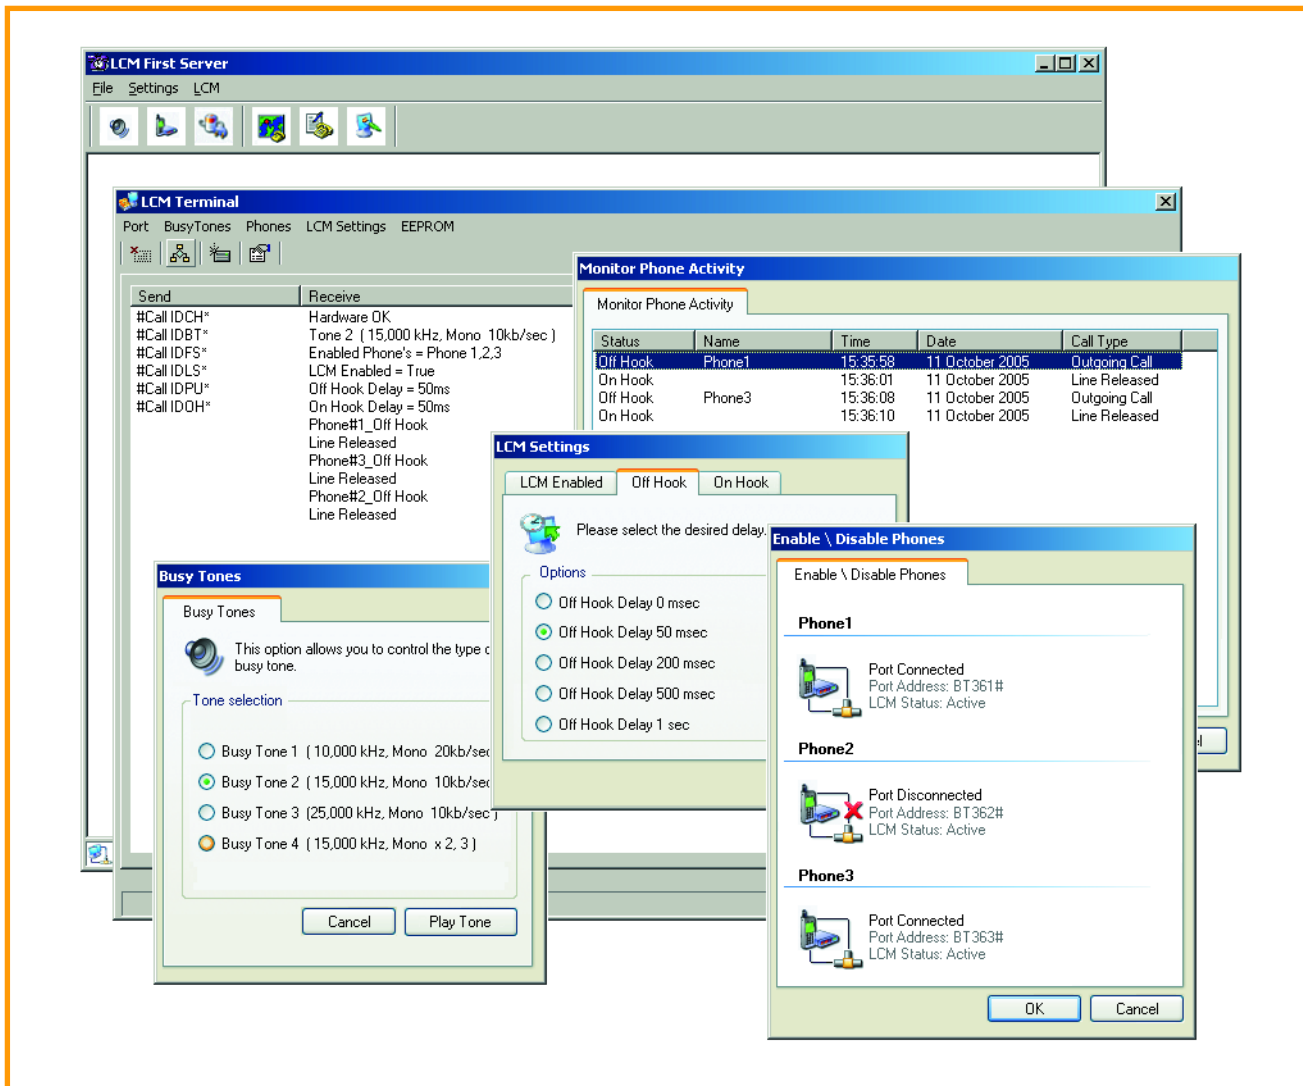 LCM First Server
File Settings LCM
LCM Terminal
Port BusyTones Phones LCM Settings EEPROM
Send Receive
#Call IDCH* Hardware OK
#Call IDBT* Tone 2 ( 15,000 kHz, Mono 10kb/sec )
#Call IDFS* Enabled Phone's = Phone 1,2,3
#Call IDLS* LCM Enabled = True
#Call IDPU* Off Hook Delay = 50ms
#Call IDOH* On Hook Delay = 50ms
Phone#1_Off Hook
Line Released
Phone#3_Off Hook
Line Released
Phone#2_Off Hook
Line Released
Monitor Phone Activity
Monitor Phone Activity
Status Name Time Date Call Type
Off Hook Phone1 15:35:58 11 October 2005 Outgoing Call
On Hook 15:36:01 11 October 2005 Line Released
Off Hook Phone3 15:36:08 11 October 2005 Outgoing Call
On Hook 15:36:10 11 October 2005 Line Released
LCM Settings
LCM Enabled Off Hook On Hook
Please select the desired delay.
Options
Off Hook Delay 0 msec
Off Hook Delay 50 msec
Off Hook Delay 200 msec
Off Hook Delay 500 msec
Off Hook Delay 1 sec
Busy Tones
Busy Tones
This option allows you to control the type
busy tone.
Tone selection
Busy Tone 1 ( 10,000 kHz, Mono 20kb/sec
Busy Tone 2 ( 15,000 kHz, Mono 10kb/sec
Busy Tone 3 (25,000 kHz, Mono 10kb/sec )
Busy Tone 4 ( 15,000 kHz, Mono x 2, 3 )
Cancel Play Tone
Enable \ Disable Phones
Enable \ Disable Phones
Phone1
Port Connected
Port Address: BT361#
LCM Status: Active
Phone2
Port Disconnected
Port Address: BT362#
LCM Status: Active
Phone3
Port Connected
Port Address: BT363#
LCM Status: Active
OK Cancel